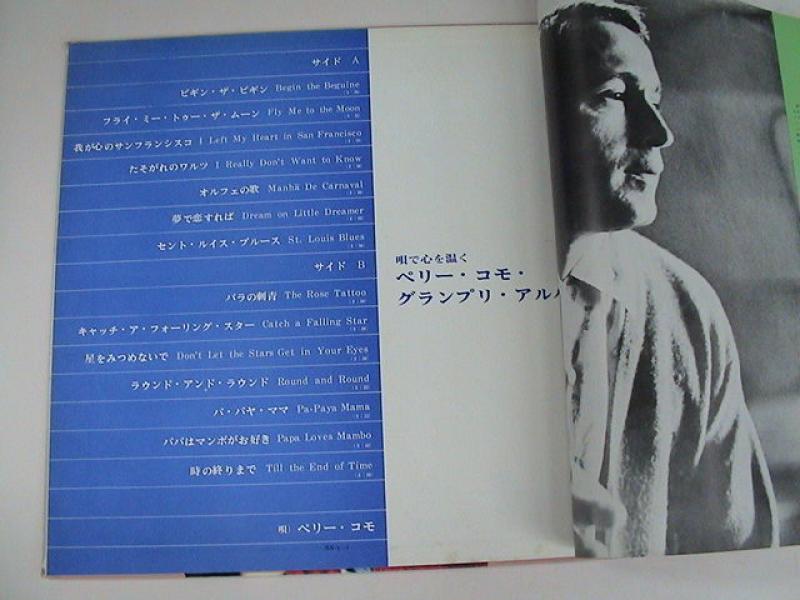 サイド A
ビギン・ザ・ビギン Begin the Beguine
フライ・ミー・トゥー・ザ・ムーン Fly Me to the Moon
我が心のサンフランシスコ I Left My Heart in San Francisco
たそがれのワルツ I Really Don't Want to Know
オルフェの歌 Manhã De Carnaval
夢で恋すれば Dream on Little Dreamer
セント・ルイス・ブルース St. Louis Blues
サイド B
バラの刺青 The Rose Tattoo
キャッチ・ア・フォーリング・スター Catch a Falling Star
星をみつめないで Don't Let the Stars Get in Your Eyes
ラウンド・アンド・ラウンド Round and Round
パ・パヤ・ママ Pa-Paya Mama
パパはマンボがお好き Papa Loves Mambo
時の終りまで Till the End of Time
唄) ペリー・コモ
唄で心を温く
ペリー・コモ・
グランプリ・アル